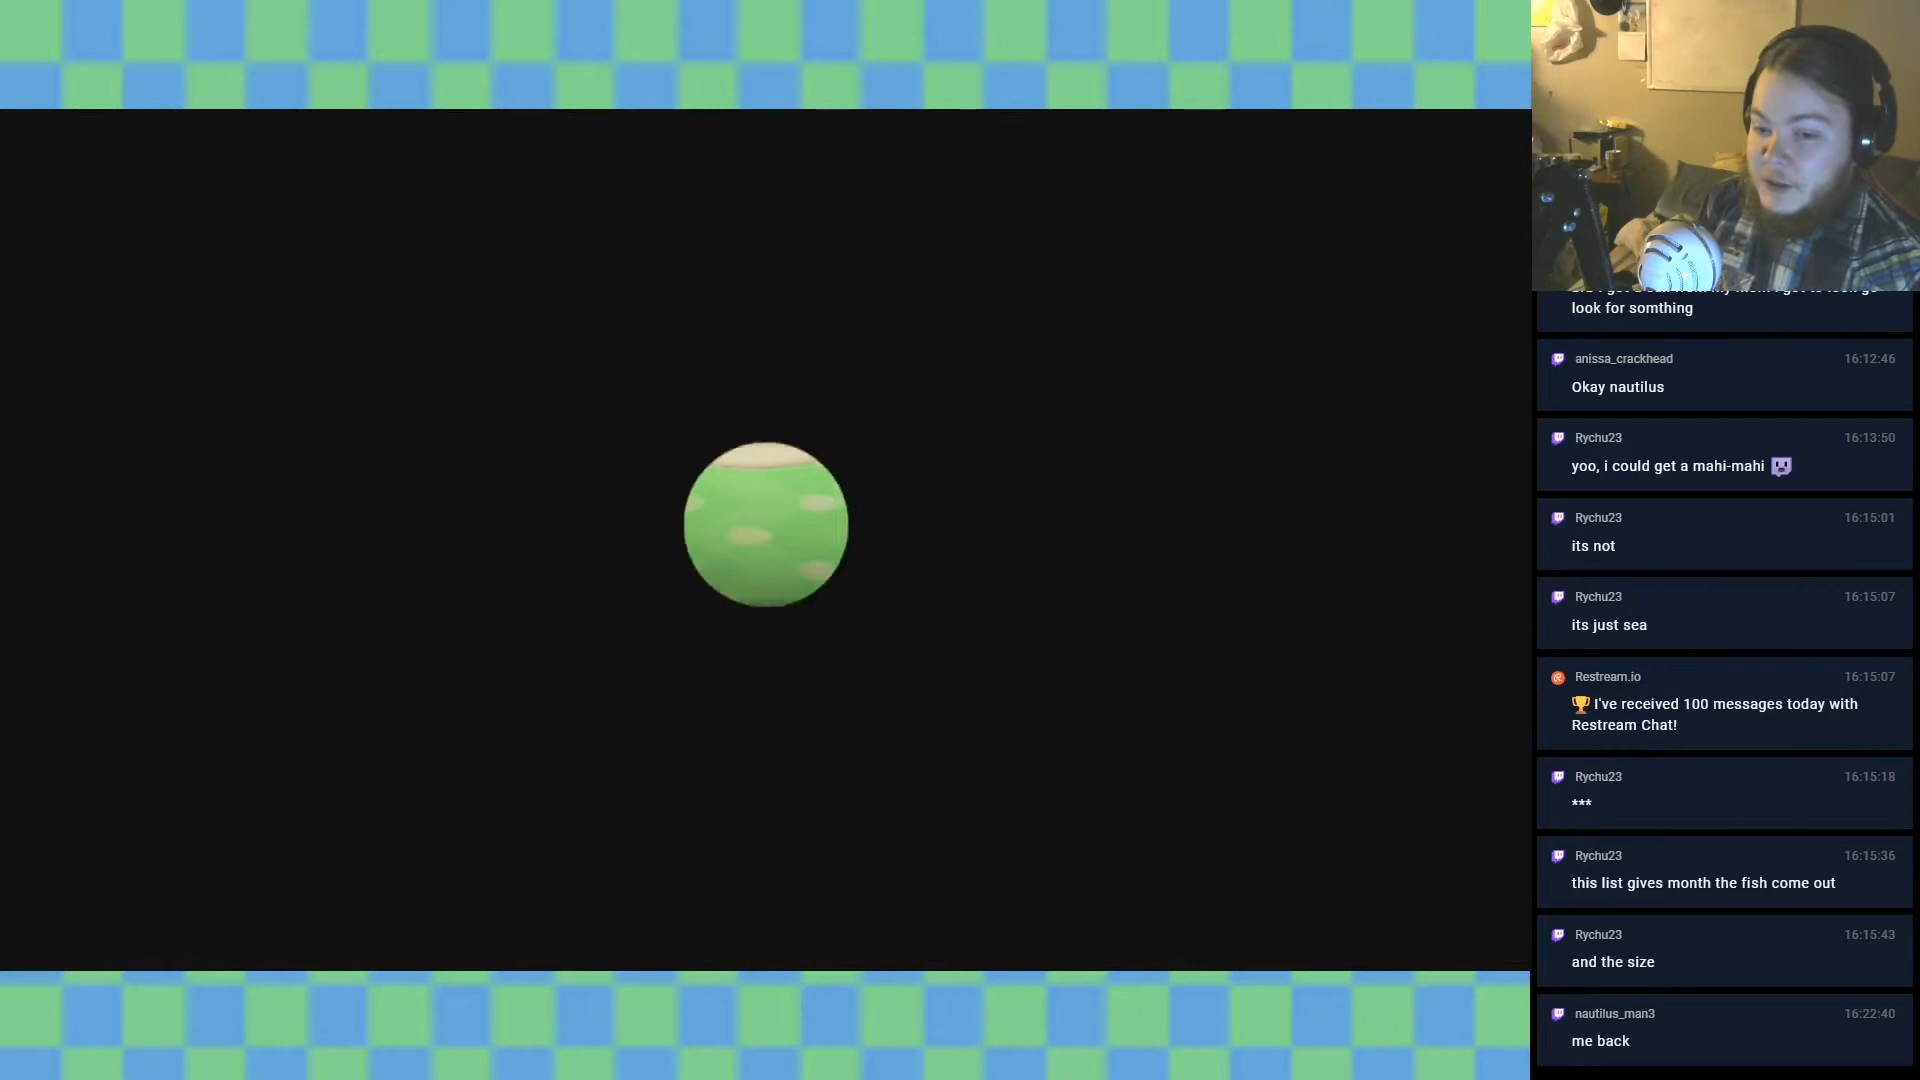 look for somthing
anissa_crackhead 16:12:46
Okay nautilus
Rychu23 16:13:50
yoo, i could get a mahi-mahi
Rychu23 16:15:01
its not
Rychu23 16:15:07
its just sea
Restream.io 16:15:07
🏆 I've received 100 messages today with
Restream Chat!
Rychu23 16:15:18
***
Rychu23 16:15:36
this list gives month the fish come out
Rychu23 16:15:43
and the size
nautilus_man3 16:22:40
me back